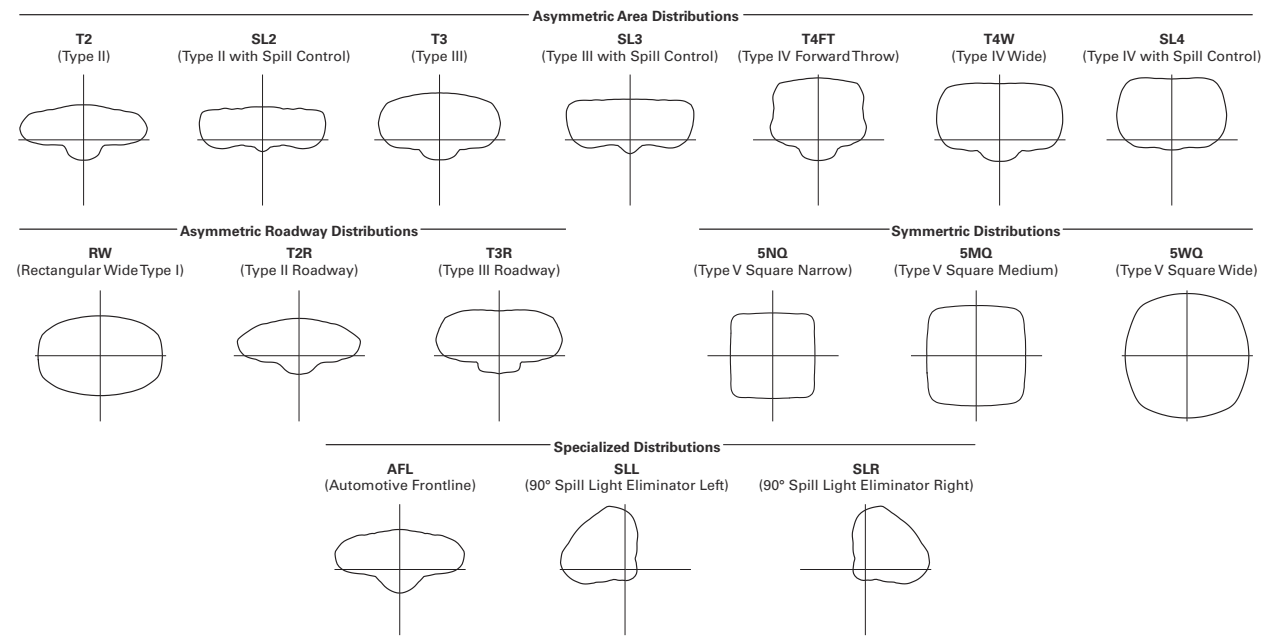 Asymmetric Area Distributions
T2
(Type II)
SL2
(Type II with Spill Control)
T3
(Type III)
SL3
(Type III with Spill Control)
T4FT
(Type IV Forward Throw)
T4W
(Type IV Wide)
SL4
(Type IV with Spill Control)
Asymmetric Roadway Distributions
RW
(Rectangular Wide Type I)
T2R
(Type II Roadway)
T3R
(Type III Roadway)
Symmertric Distributions
5NQ
(Type V Square Narrow)
5MQ
(Type V Square Medium)
5WQ
(Type V Square Wide)
Specialized Distributions
AFL
(Automotive Frontline)
SLL
(90° Spill Light Eliminator Left)
SLR
(90° Spill Light Eliminator Right)